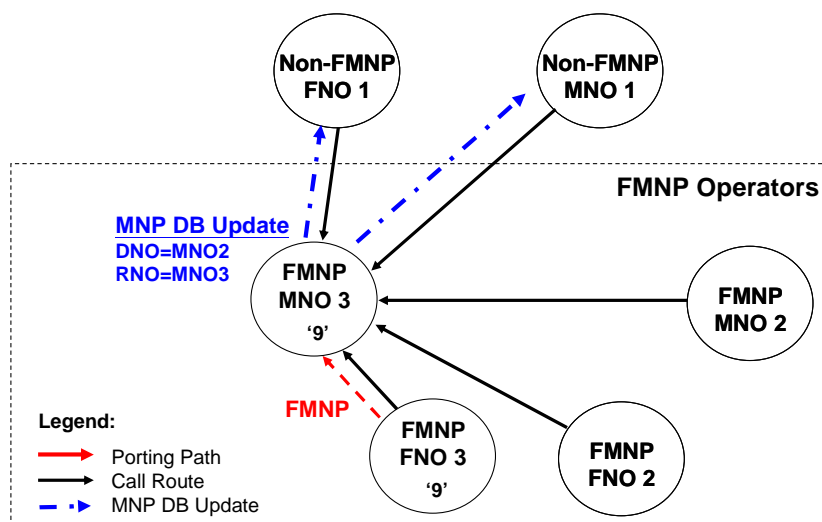 Non-FMNP
FNO 1
Non-FMNP
MNO 1
FMNP Operators
MNP DB Update
DNO=MNO2
RNO=MNO3
FMNP
MNO 3
'9'
FMNP
MNO 2
FMNP
FMNP
FNO 3
'9'
FMNP
FNO 2
Legend:
Porting Path
Call Route
MNP DB Update